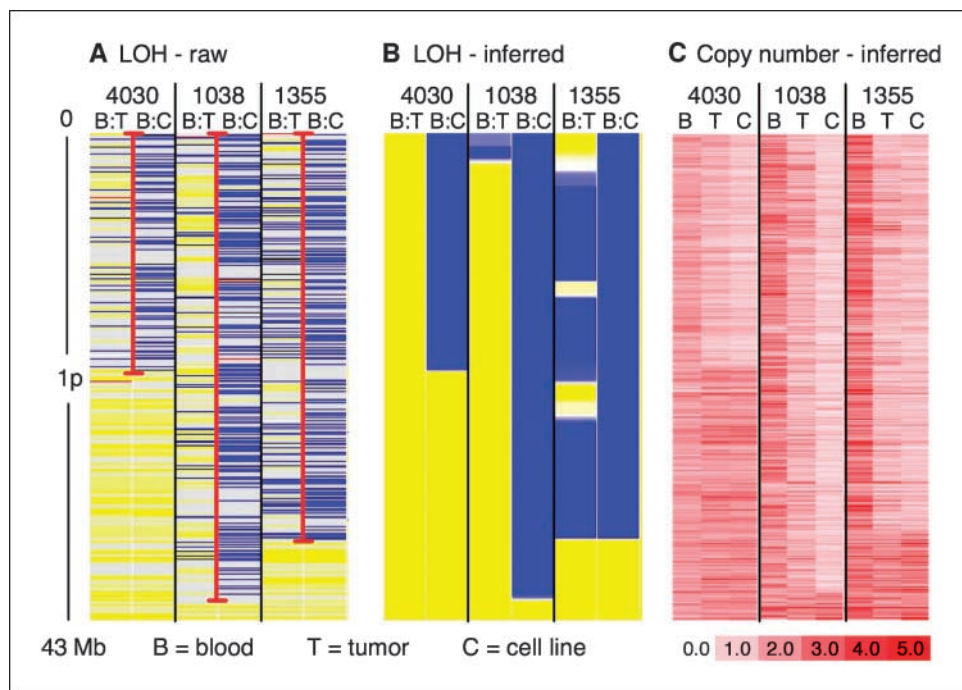 A LOH - raw
B LOH - inferred
C Copy number - inferred
4030 1038 1355
4030 1038 1355
4030 1038 1355
0
B:T B:C B:T B:C B:T B:C
B:T B:C B:T B:C B:T B:C
B T C B T C B T C
1p
43 Mb
B = blood T = tumor C = cell line
0.0 1.0 2.0 3.0 4.0 5.0